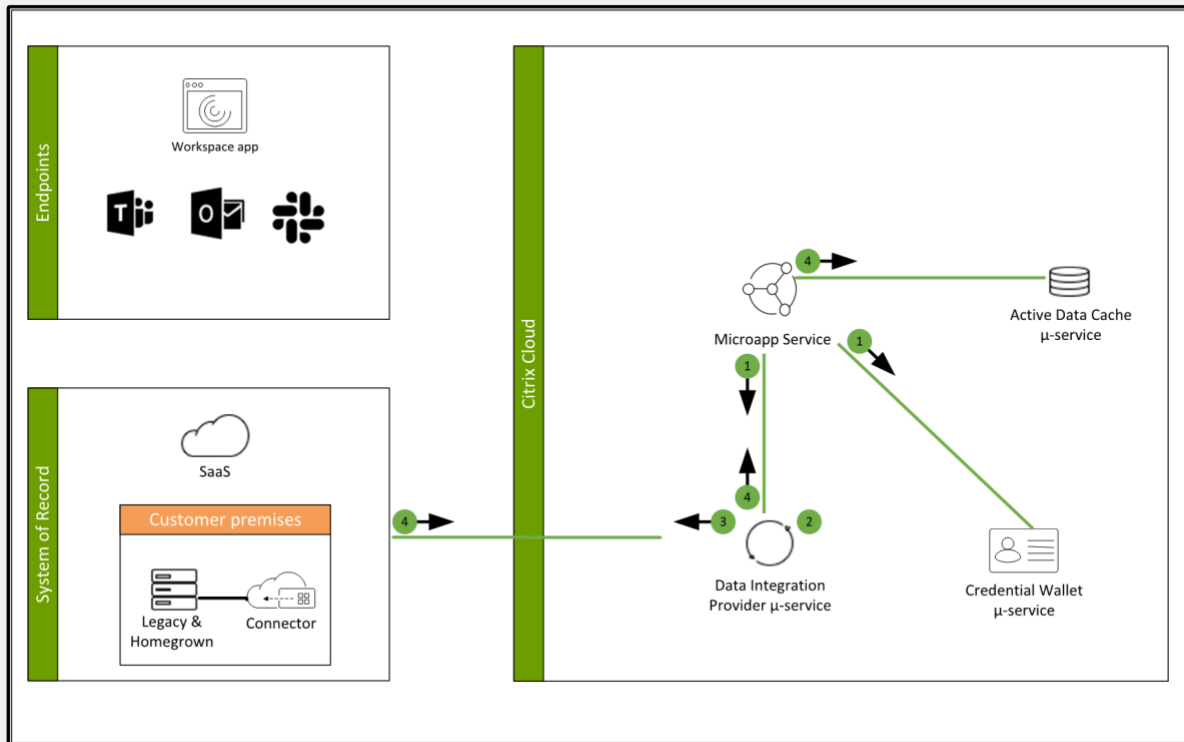 Endpoints
Workspace app
T
O
System of Record
SaaS
Customer premises
Legacy &
Homegrown
Connector
4
Citrix Cloud
4
Microapp Service
Active Data Cache
μ-service
1
1
4
3
2
Data Integration
Provider μ-service
Credential Wallet
μ-service